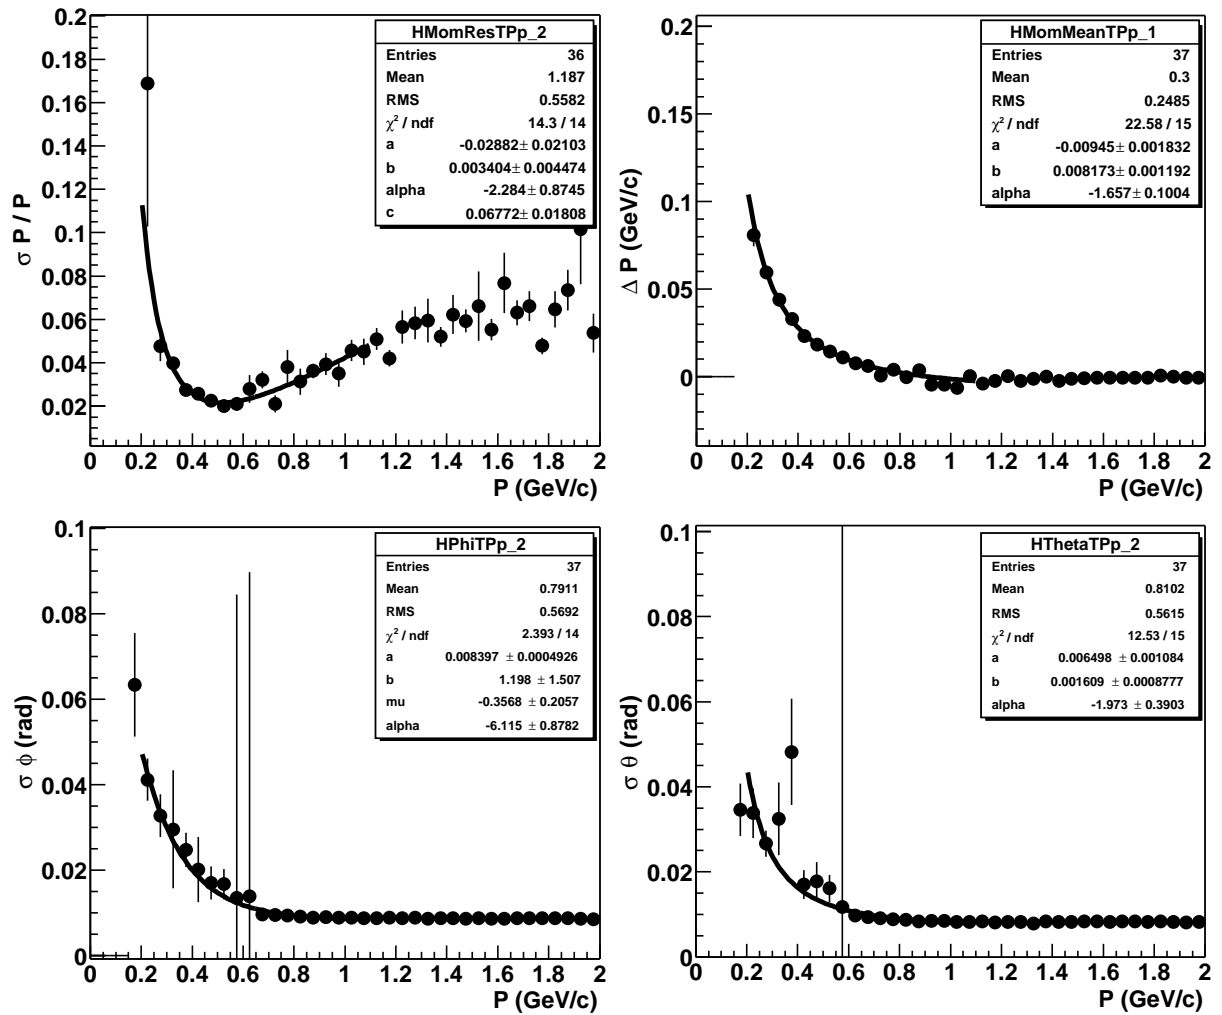 HMomResTPp_2
Entries 36
Mean 1.187
RMS 0.5582
χ² / ndf 14.3 / 14
a -0.02882± 0.02103
b 0.003404± 0.004474
alpha -2.284± 0.8745
c 0.06772± 0.01808
σ P / P
0.2
0.18
0.16
0.14
0.12
0.1
0.08
0.06
0.04
0.02
0 0.2 0.4 0.6 0.8 1 1.2 1.4 1.6 1.8 2
P (GeV/c)
HMomMeanTPp_1
Entries 37
Mean 0.3
RMS 0.2485
χ² / ndf 22.58 / 15
a -0.00945± 0.001832
b 0.008173± 0.001192
alpha -1.657± 0.1004
Δ P (GeV/c)
0.2
0.15
0.1
0.05
0
0 0.2 0.4 0.6 0.8 1 1.2 1.4 1.6 1.8 2
P (GeV/c)
HPhiTPp_2
Entries 37
Mean 0.7911
RMS 0.5692
χ² / ndf 2.393 / 14
a 0.008397 ± 0.0004926
b 1.198 ± 1.507
mu -0.3568 ± 0.2057
alpha -6.115 ± 0.8782
σ ϕ (rad)
0.1
0.08
0.06
0.04
0.02
0
0 0.2 0.4 0.6 0.8 1 1.2 1.4 1.6 1.8 2
P (GeV/c)
HThetaTPp_2
Entries 37
Mean 0.8102
RMS 0.5615
χ² / ndf 12.53 / 15
a 0.006498 ± 0.001084
b 0.001609 ± 0.0008777
alpha -1.973 ± 0.3903
σ θ (rad)
0.1
0.08
0.06
0.04
0.02
0
0 0.2 0.4 0.6 0.8 1 1.2 1.4 1.6 1.8 2
P (GeV/c)